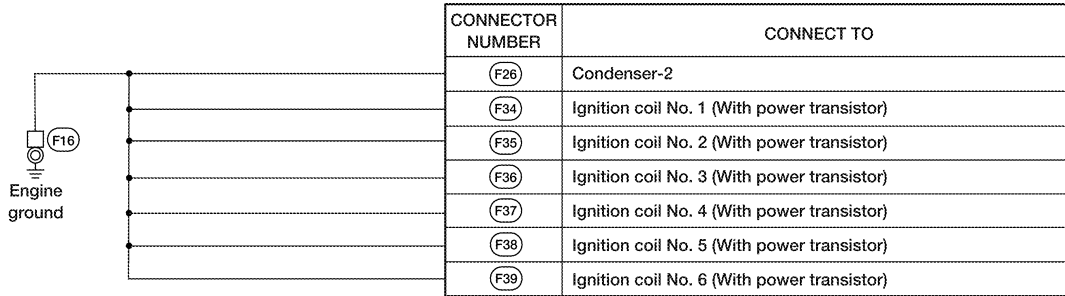 CONNECTOR NUMBER CONNECT TO
F26 Condenser-2
F34 Ignition coil No. 1 (With power transistor)
F35 Ignition coil No. 2 (With power transistor)
F36 Ignition coil No. 3 (With power transistor)
F37 Ignition coil No. 4 (With power transistor)
F38 Ignition coil No. 5 (With power transistor)
F39 Ignition coil No. 6 (With power transistor)
F16
Engine
ground